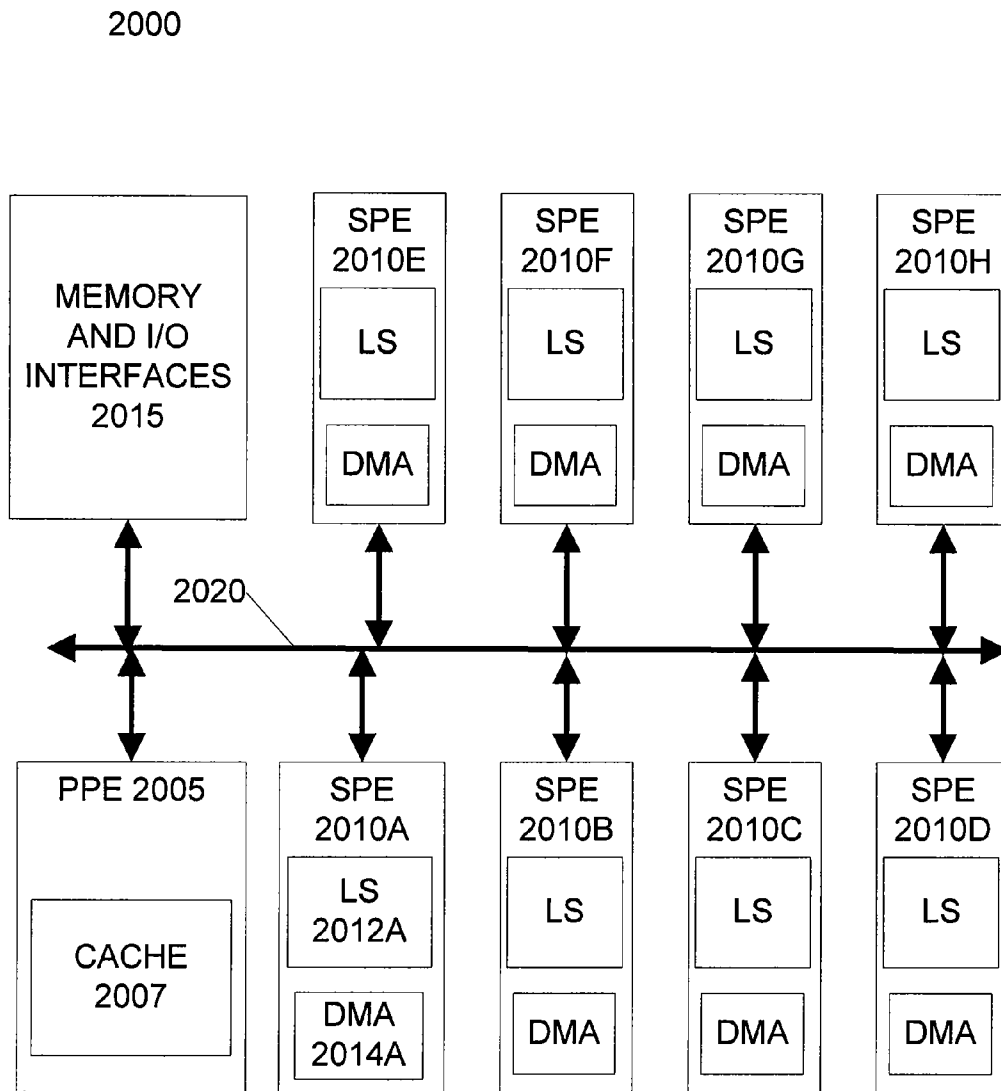 2000
MEMORY
AND I/O
INTERFACES
2015
SPE
2010E
LS
DMA
SPE
2010F
LS
DMA
SPE
2010G
LS
DMA
SPE
2010H
LS
DMA
2020
PPE 2005
CACHE
2007
SPE
2010A
LS
2012A
DMA
2014A
SPE
2010B
LS
DMA
SPE
2010C
LS
DMA
SPE
2010D
LS
DMA